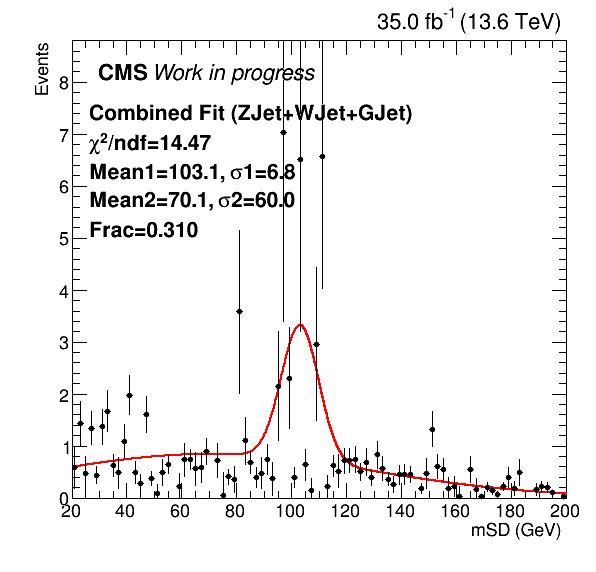 35.0 fb⁻¹ (13.6 TeV)
Events
CMS Work in progress
Combined Fit (ZJet+WJet+GJet)
χ²/ndf=14.47
Mean1=103.1, σ1=6.8
Mean2=70.1, σ2=60.0
Frac=0.310
8
7
6
5
4
3
2
1
0
20 40 60 80 100 120 140 160 180 200
mSD (GeV)